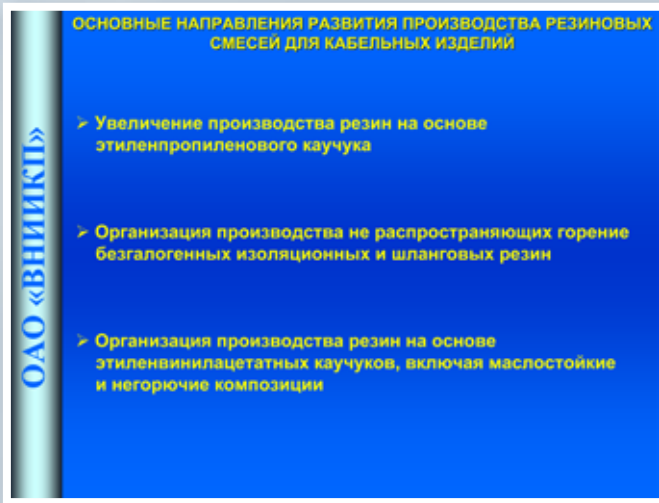 ОСНОВНЫЕ НАПРАВЛЕНИЯ РАЗВИТИЯ ПРОИЗВОДСТВА РЕЗИНОВЫХ
СМЕСЕЙ ДЛЯ КАБЕЛЬНЫХ ИЗДЕЛИЙ
ОАО «ВНИИКП»
➢ Увеличение производства резин на основе
этиленпропиленового каучука
➢ Организация производства не распространяющих горение
безгалогенных изоляционных и шланговых резин
➢ Организация производства резин на основе
этиленвинилацетатных каучуков, включая маслостойкие
и негорючие композиции